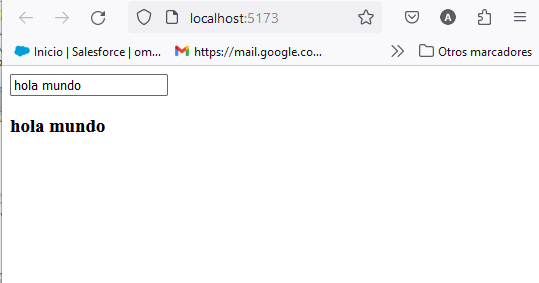 localhost:5173
A
Inicio | Salesforce | om...
https://mail.google.co...
Otros marcadores
hola mundo
hola mundo